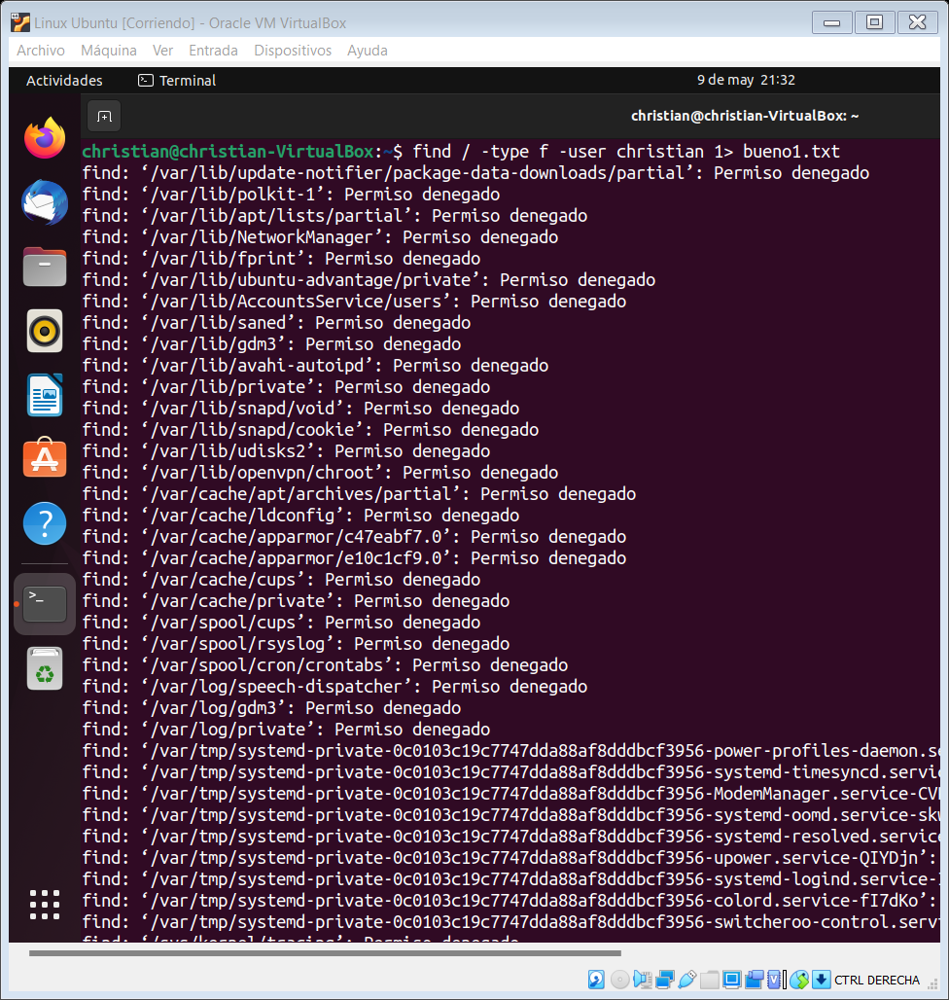 Linux Ubuntu [Corriendo] - Oracle VM VirtualBox
Archivo Máquina Ver Entrada Dispositivos Ayuda
Actividades Terminal 9 de may 21:32
christian@christian-VirtualBox: ~
christian@christian-VirtualBox:~$ find / -type f -user christian 1> bueno1.txt
find: ‘/var/lib/update-notifier/package-data-downloads/partial’: Permiso denegado
find: ‘/var/lib/polkit-1’: Permiso denegado
find: ‘/var/lib/apt/lists/partial’: Permiso denegado
find: ‘/var/lib/NetworkManager’: Permiso denegado
find: ‘/var/lib/fprint’: Permiso denegado
find: ‘/var/lib/ubuntu-advantage/private’: Permiso denegado
find: ‘/var/lib/AccountsService/users’: Permiso denegado
find: ‘/var/lib/saned’: Permiso denegado
find: ‘/var/lib/gdm3’: Permiso denegado
find: ‘/var/lib/avahi-autoipd’: Permiso denegado
find: ‘/var/lib/private’: Permiso denegado
find: ‘/var/lib/snapd/void’: Permiso denegado
find: ‘/var/lib/snapd/cookie’: Permiso denegado
find: ‘/var/lib/udisks2’: Permiso denegado
find: ‘/var/lib/openvpn/chroot’: Permiso denegado
find: ‘/var/cache/apt/archives/partial’: Permiso denegado
find: ‘/var/cache/ldconfig’: Permiso denegado
find: ‘/var/cache/apparmor/c47eabf7.0’: Permiso denegado
find: ‘/var/cache/apparmor/e10c1cf9.0’: Permiso denegado
find: ‘/var/cache/cups’: Permiso denegado
find: ‘/var/cache/private’: Permiso denegado
find: ‘/var/spool/cups’: Permiso denegado
find: ‘/var/spool/rsyslog’: Permiso denegado
find: ‘/var/spool/cron/crontabs’: Permiso denegado
find: ‘/var/log/speech-dispatcher’: Permiso denegado
find: ‘/var/log/gdm3’: Permiso denegado
find: ‘/var/log/private’: Permiso denegado
find: ‘/var/tmp/systemd-private-0c0103c19c7747dda88af8dddbcf3956-power-profiles-daemon.se
find: ‘/var/tmp/systemd-private-0c0103c19c7747dda88af8dddbcf3956-systemd-timesyncd.servic
find: ‘/var/tmp/systemd-private-0c0103c19c7747dda88af8dddbcf3956-ModemManager.service-CV
find: ‘/var/tmp/systemd-private-0c0103c19c7747dda88af8dddbcf3956-systemd-oomd.service-sk
find: ‘/var/tmp/systemd-private-0c0103c19c7747dda88af8dddbcf3956-systemd-resolved.service
find: ‘/var/tmp/systemd-private-0c0103c19c7747dda88af8dddbcf3956-upower.service-QIYDjn’:
find: ‘/var/tmp/systemd-private-0c0103c19c7747dda88af8dddbcf3956-systemd-logind.service-
find: ‘/var/tmp/systemd-private-0c0103c19c7747dda88af8dddbcf3956-colord.service-fI7dKo’:
find: ‘/var/tmp/systemd-private-0c0103c19c7747dda88af8dddbcf3956-switcheroo-control.serv
find: ‘/sys/kernel/tracing’: Permiso denegado
CTRL DERECHA